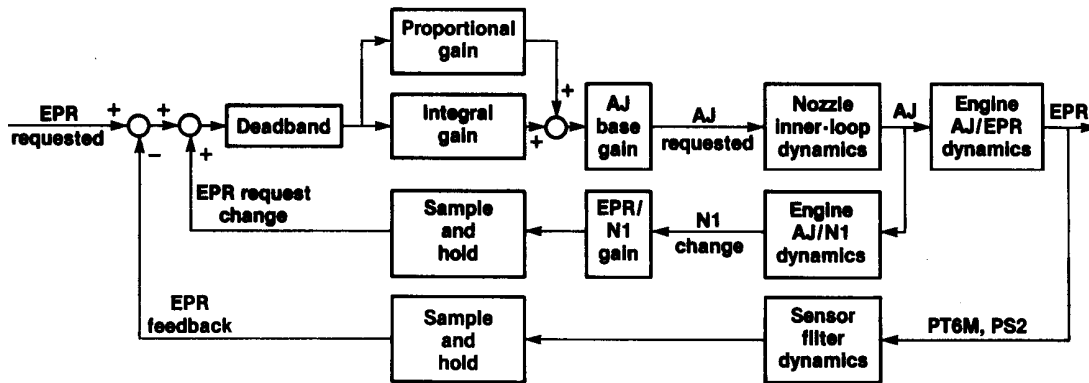 Proportional
gain
EPR
requested
+
+
−
+
Deadband
Integral
gain
+
+
AJ
base
gain
AJ
requested
Nozzle
inner-loop
dynamics
AJ
Engine
AJ/EPR
dynamics
EPR
EPR request
change
Sample
and
hold
EPR/
N1
gain
N1
change
Engine
AJ/N1
dynamics
EPR
feedback
Sample
and
hold
Sensor
filter
dynamics
PT6M, PS2